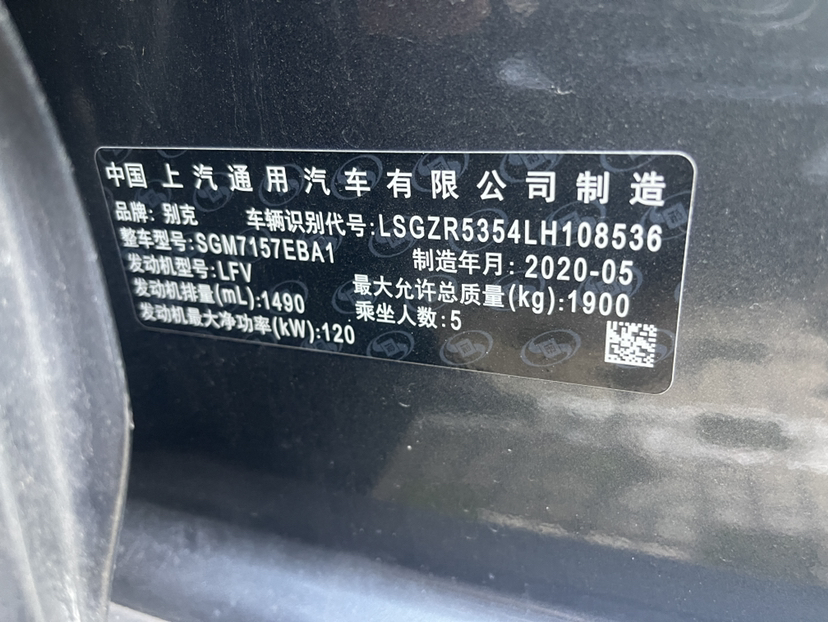 中国上汽通用汽车有限公司制造
品牌: 别克 车辆识别代号:LSGZR5354LH108536
整车型号:SGM7157EBA1 制造年月: 2020-05
发动机型号:LFV
发动机排量(mL):1490 最大允许总质量(kg):1900
发动机最大净功率(kW):120 乘坐人数:5